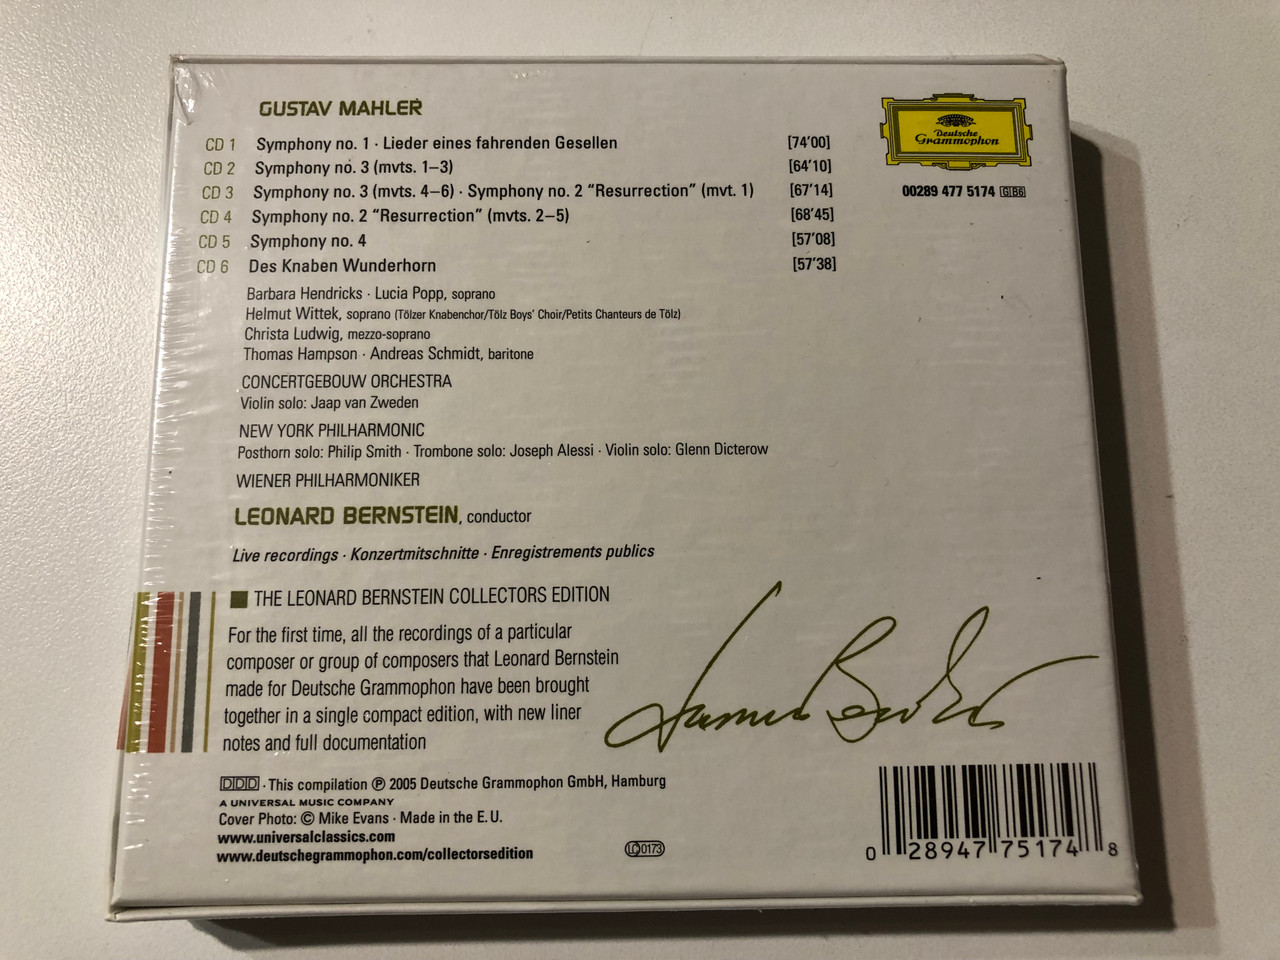 GUSTAV MAHLER
CD 1 Symphony no. 1 · Lieder eines fahrenden Gesellen [74'00]
CD 2 Symphony no. 3 (mvts. 1–3) [64'10]
CD 3 Symphony no. 3 (mvts. 4–6) · Symphony no. 2 “Resurrection” (mvt. 1) [67'14]
CD 4 Symphony no. 2 “Resurrection” (mvts. 2–5) [68'45]
CD 5 Symphony no. 4 [57'08]
CD 6 Des Knaben Wunderhorn [57'38]
Deutsche
Grammophon
00289 477 5174 G B6
Barbara Hendricks · Lucia Popp, soprano
Helmut Wittek, soprano (Tölzer Knabenchor/Tölz Boys' Choir/Petits Chanteurs de Tölz)
Christa Ludwig, mezzo-soprano
Thomas Hampson · Andreas Schmidt, baritone
CONCERTGEBOUW ORCHESTRA
Violin solo: Jaap van Zweden
NEW YORK PHILHARMONIC
Posthorn solo: Philip Smith · Trombone solo: Joseph Alessi · Violin solo: Glenn Dicterow
WIENER PHILHARMONIKER
LEONARD BERNSTEIN, conductor
Live recordings · Konzertmitschnitte · Enregistrements publics
THE LEONARD BERNSTEIN COLLECTORS EDITION
For the first time, all the recordings of a particular
composer or group of composers that Leonard Bernstein
made for Deutsche Grammophon have been brought
together in a single compact edition, with new liner
notes and full documentation
DDD · This compilation Ⓟ 2005 Deutsche Grammophon GmbH, Hamburg
A UNIVERSAL MUSIC COMPANY
Cover Photo: © Mike Evans · Made in the E. U.
www.universalclassics.com
www.deutschegrammophon.com/collectorsedition
LC 0173
0 28947 75174 8